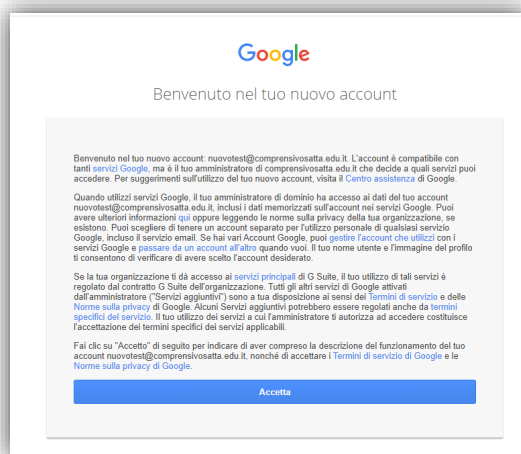 Google
Benvenuto nel tuo nuovo account
Benvenuto nel tuo nuovo account: nuovotest@comprensivosatta.edu.it. L'account è compatibile con
tanti servizi Google, ma è il tuo amministratore di comprensivosatta.edu.it che decide a quali servizi puoi
accedere. Per suggerimenti sull'utilizzo del tuo nuovo account, visita il Centro assistenza di Google.
Quando utilizzi servizi Google, il tuo amministratore di dominio ha accesso ai dati del tuo account
nuovotest@comprensivosatta.edu.it, inclusi i dati memorizzati sull'account nei servizi Google. Puoi
avere ulteriori informazioni qui oppure leggendo le norme sulla privacy della tua organizzazione, se
esistono. Puoi scegliere di tenere un account separato per l'utilizzo personale di qualsiasi servizio
Google, incluso il servizio email. Se hai vari Account Google, puoi gestire l'account che utilizzi con i
servizi Google e passare da un account all'altro quando vuoi. Il tuo nome utente e l'immagine del profilo
ti consentono di verificare di avere scelto l'account desiderato.
Se la tua organizzazione ti dà accesso ai servizi principali di G Suite, il tuo utilizzo di tali servizi è
regolato dal contratto G Suite dell'organizzazione. Tutti gli altri servizi di Google attivati
dall'amministratore ("Servizi aggiuntivi") sono a tua disposizione ai sensi dei Termini di servizio e delle
Norme sulla privacy di Google. Alcuni Servizi aggiuntivi potrebbero essere regolati anche da termini
specifici del servizio. Il tuo utilizzo dei servizi a cui l'amministratore ti autorizza ad accedere costituisce
l'accettazione dei termini specifici dei servizi applicabili.
Fai clic su "Accetto" di seguito per indicare di aver compreso la descrizione del funzionamento del tuo
account nuovotest@comprensivosatta.edu.it, nonché di accettare i Termini di servizio di Google e le
Norme sulla privacy di Google.
Accetta